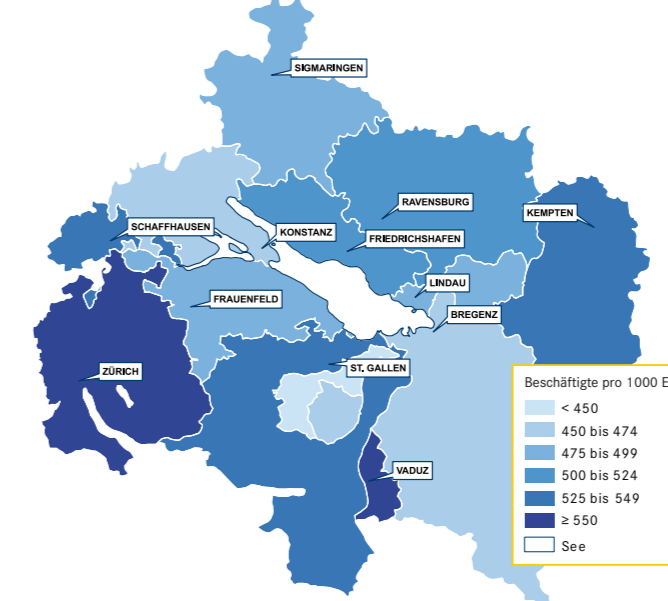 SIGMARINGEN
RAVENSBURG
KEMPTEN
SCHAFFHAUSEN
KONSTANZ
FRIEDRICHSHAFEN
LINDAU
FRAUENFELD
BREGENZ
ST. GALLEN
ZÜRICH
VADUZ
Beschäftigte pro 1000 E
< 450
450 bis 474
475 bis 499
500 bis 524
525 bis 549
≥ 550
See